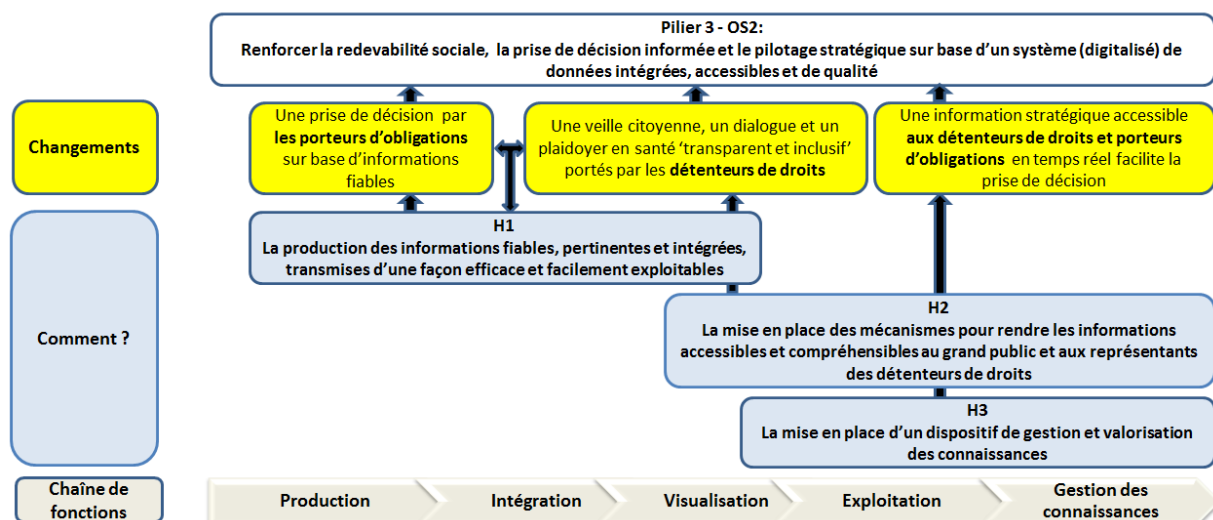 Pilier 3 - OS2:
Renforcer la redevabilité sociale, la prise de décision informée et le pilotage stratégique sur base d'un système (digitalisé) de
données intégrées, accessibles et de qualité
Changements
Une prise de décision par
les porteurs d'obligations
sur base d'informations
fiables
Une veille citoyenne, un dialogue et un
plaidoyer en santé 'transparent et inclusif'
portés par les détenteurs de droits
Une information stratégique accessible
aux détenteurs de droits et porteurs
d'obligations en temps réel facilite la
prise de décision
Comment ?
H1
La production des informations fiables, pertinentes et intégrées,
transmises d'une façon efficace et facilement exploitables
H2
La mise en place des mécanismes pour rendre les informations
accessibles et compréhensibles au grand public et aux représentants
des détenteurs de droits
H3
La mise en place d'un dispositif de gestion et valorisation
des connaissances
Chaîne de
fonctions
Production
Intégration
Visualisation
Exploitation
Gestion des
connaissances